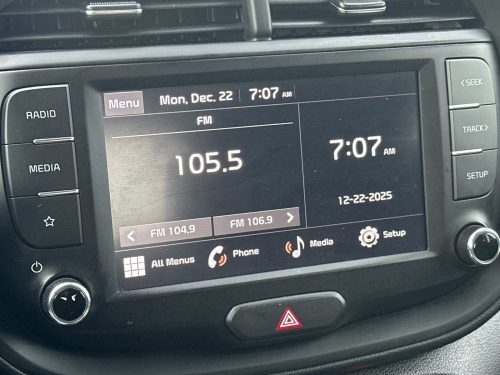 Menu Mon, Dec. 22 7:07 AM
FM
105.5
7:07 AM
12-22-2025
< FM 104.9 FM 106.9 >
All Menus Phone Media Setup
RADIO
MEDIA
< SEEK
TRACK >
SETUP